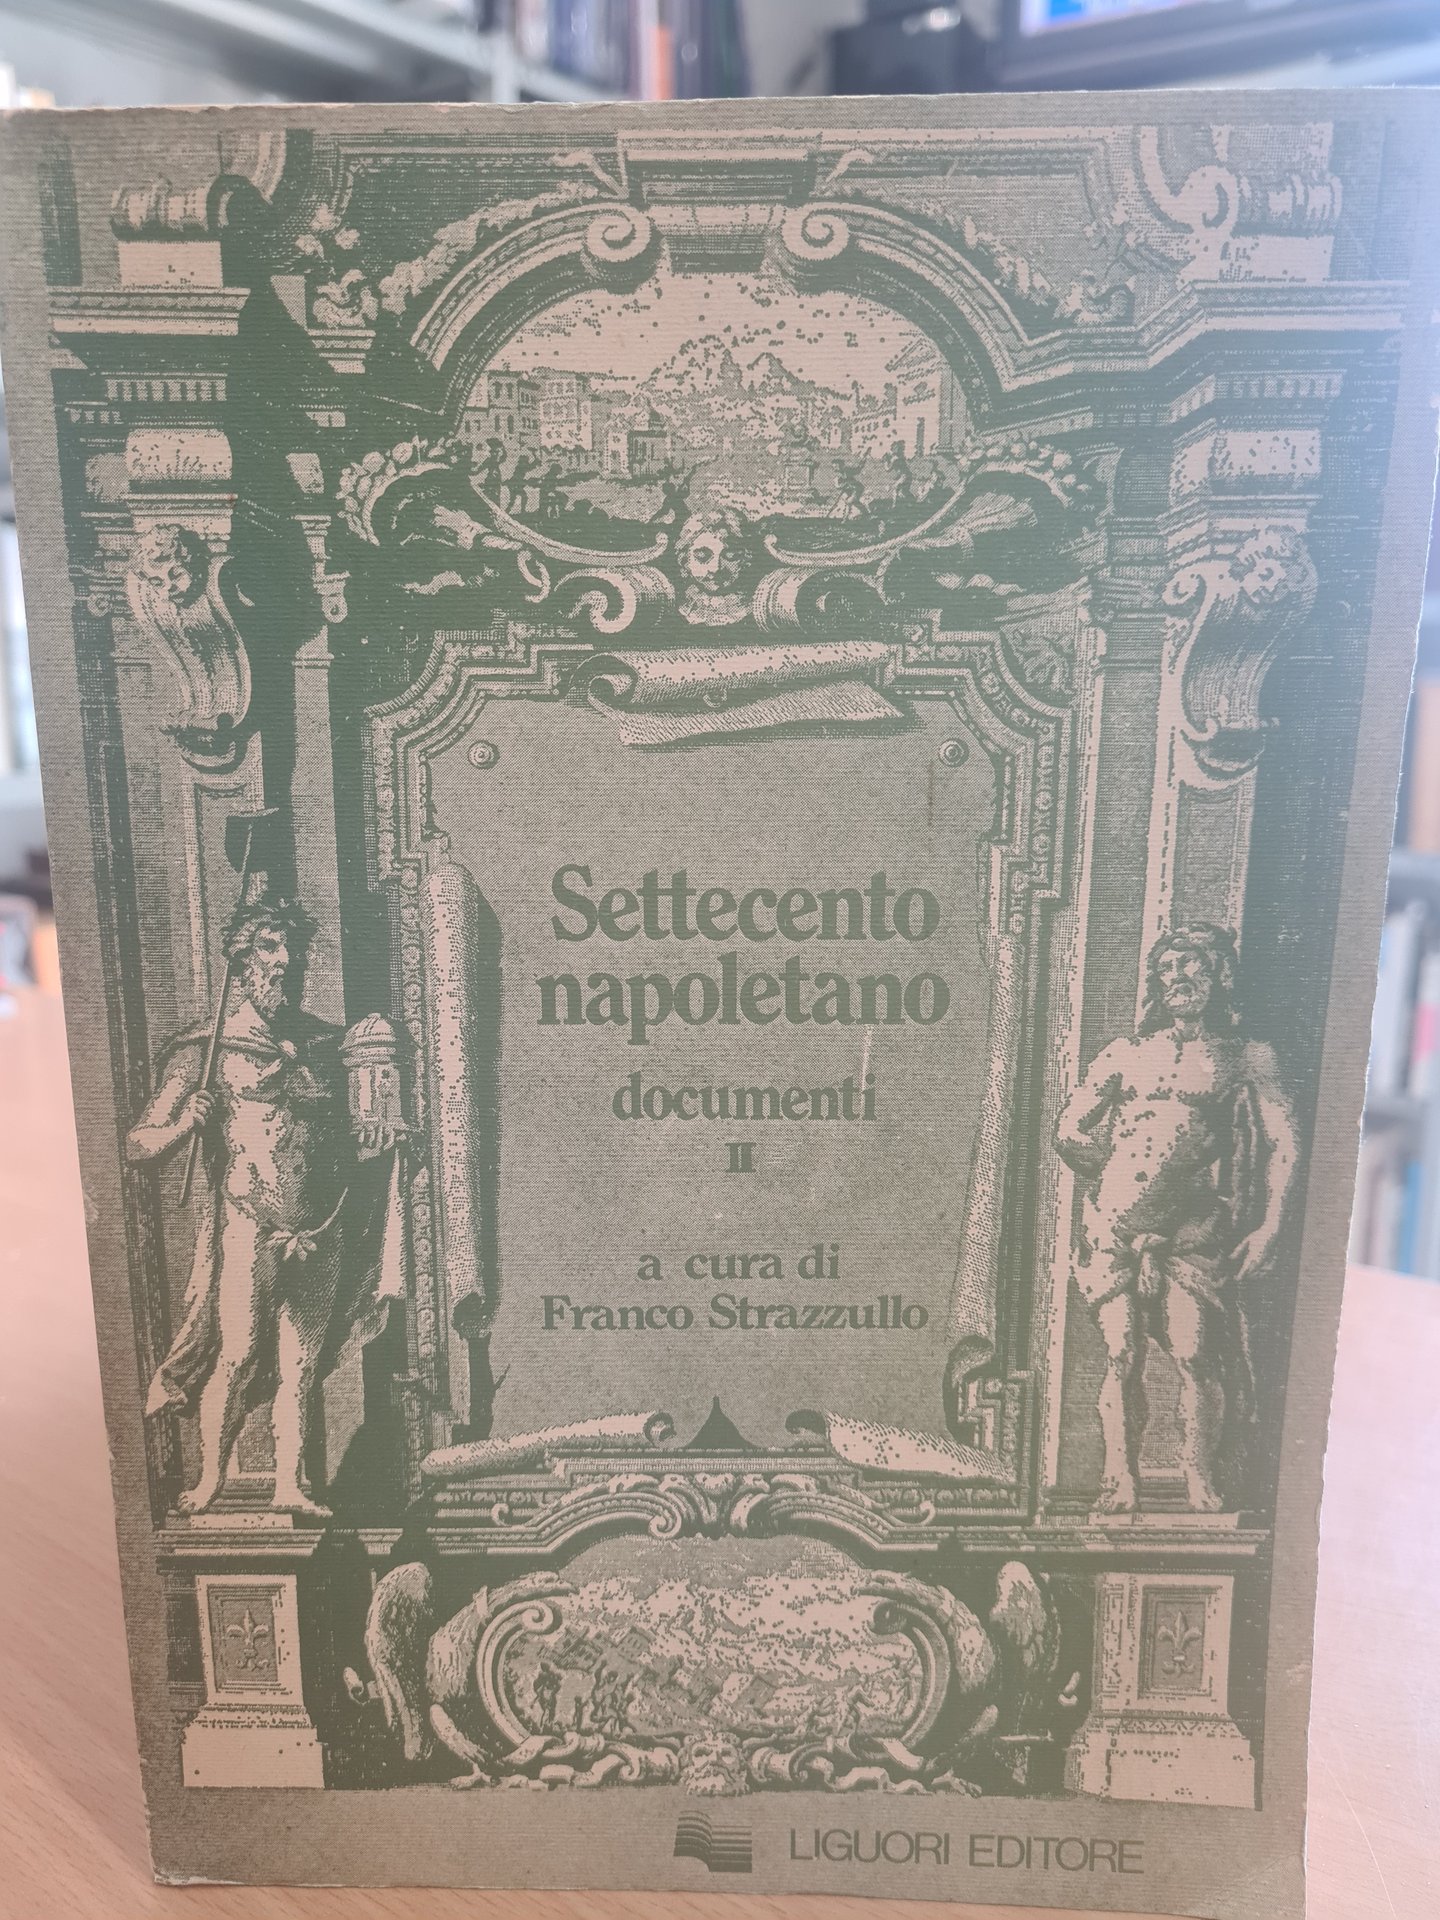 Settecento
napoletano
documenti
II
a cura di
Franco Strazzullo
LIGUORI EDITORE